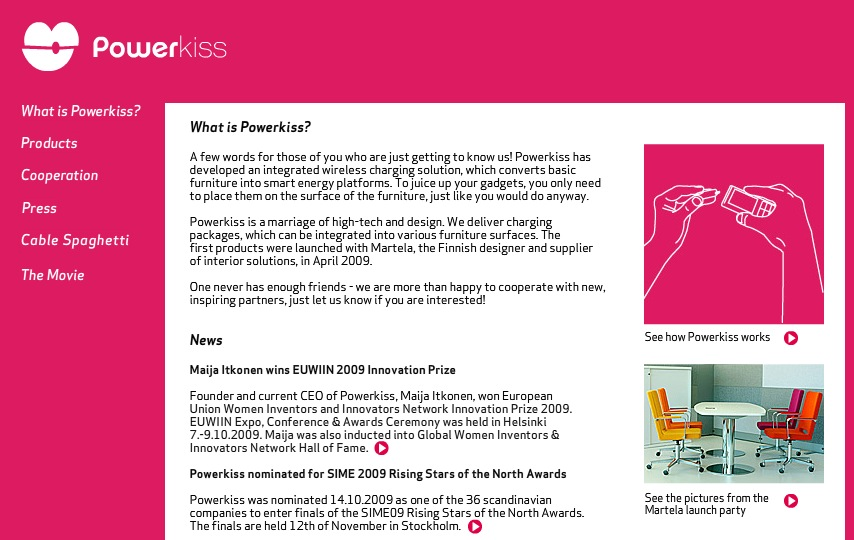 Powerkiss
What is Powerkiss?
Products
Cooperation
Press
Cable Spaghetti
The Movie
What is Powerkiss?
A few words for those of you who are just getting to know us! Powerkiss has
developed an integrated wireless charging solution, which converts basic
furniture into smart energy platforms. To juice up your gadgets, you only need
to place them on the surface of the furniture, just like you would do anyway.
Powerkiss is a marriage of high-tech and design. We deliver charging
packages, which can be integrated into various furniture surfaces. The
first products were launched with Martela, the Finnish designer and supplier
of interior solutions, in April 2009.
One never has enough friends - we are more than happy to cooperate with new,
inspiring partners, just let us know if you are interested!
News
Maija Itkonen wins EUWIIN 2009 Innovation Prize
Founder and current CEO of Powerkiss, Maija Itkonen, won European
Union Women Inventors and Innovators Network Innovation Prize 2009.
EUWIIN Expo, Conference & Awards Ceremony was held in Helsinki
7.-9.10.2009. Maija was also inducted into Global Women Inventors &
Innovators Network Hall of Fame.
Powerkiss nominated for SIME 2009 Rising Stars of the North Awards
Powerkiss was nominated 14.10.2009 as one of the 36 scandinavian
companies to enter finals of the SIME09 Rising Stars of the North Awards.
The finals are held 12th of November in Stockholm.
See how Powerkiss works
See the pictures from the
Martela launch party